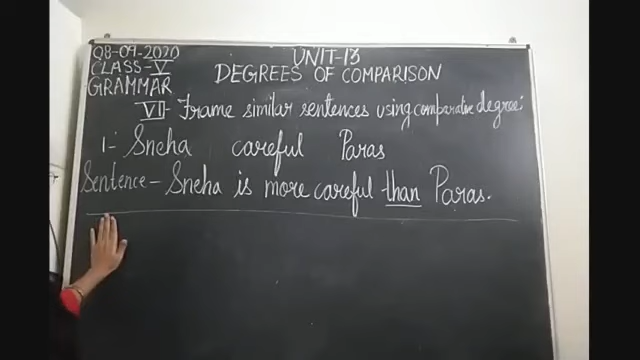 08-09-2020
UNIT-13
CLASS-V
DEGREES OF COMPARISON
GRAMMAR
VI- Frame similar sentences using comparative degree:
1:- Sneha careful Paras
Sentence - Sneha is more careful than Paras.